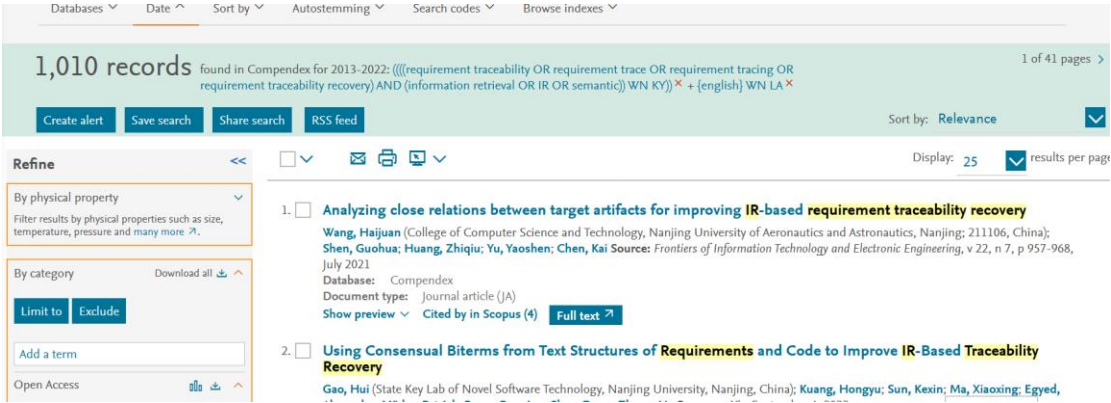 Databases Date Sort by Autostemming Search codes Browse indexes
1,010 records found in Compendex for 2013-2022: ((((requirement traceability OR requirement trace OR requirement tracing OR
requirement traceability recovery) AND (information retrieval OR IR OR semantic)) WN KY)) × + {english} WN LA ×
1 of 41 pages >
Create alert Save search Share search RSS feed
Sort by: Relevance
Refine <<
Display: 25 results per page
By physical property
Filter results by physical properties such as size,
temperature, pressure and many more ↗.
By category Download all
Limit to Exclude
Add a term
Open Access
1. Analyzing close relations between target artifacts for improving IR-based requirement traceability recovery
Wang, Haijuan (College of Computer Science and Technology, Nanjing University of Aeronautics and Astronautics, Nanjing; 211106, China);
Shen, Guohua; Huang, Zhiqiu; Yu, Yaoshen; Chen, Kai Source: Frontiers of Information Technology and Electronic Engineering, v 22, n 7, p 957-968,
July 2021
Database: Compendex
Document type: Journal article (JA)
Show preview Cited by in Scopus (4) Full text ↗
2. Using Consensual Biterms from Text Structures of Requirements and Code to Improve IR-Based Traceability
Recovery
Gao, Hui (State Key Lab of Novel Software Technology, Nanjing University, Nanjing, China); Kuang, Hongyu; Sun, Kexin; Ma, Xiaoxing; Egyed,